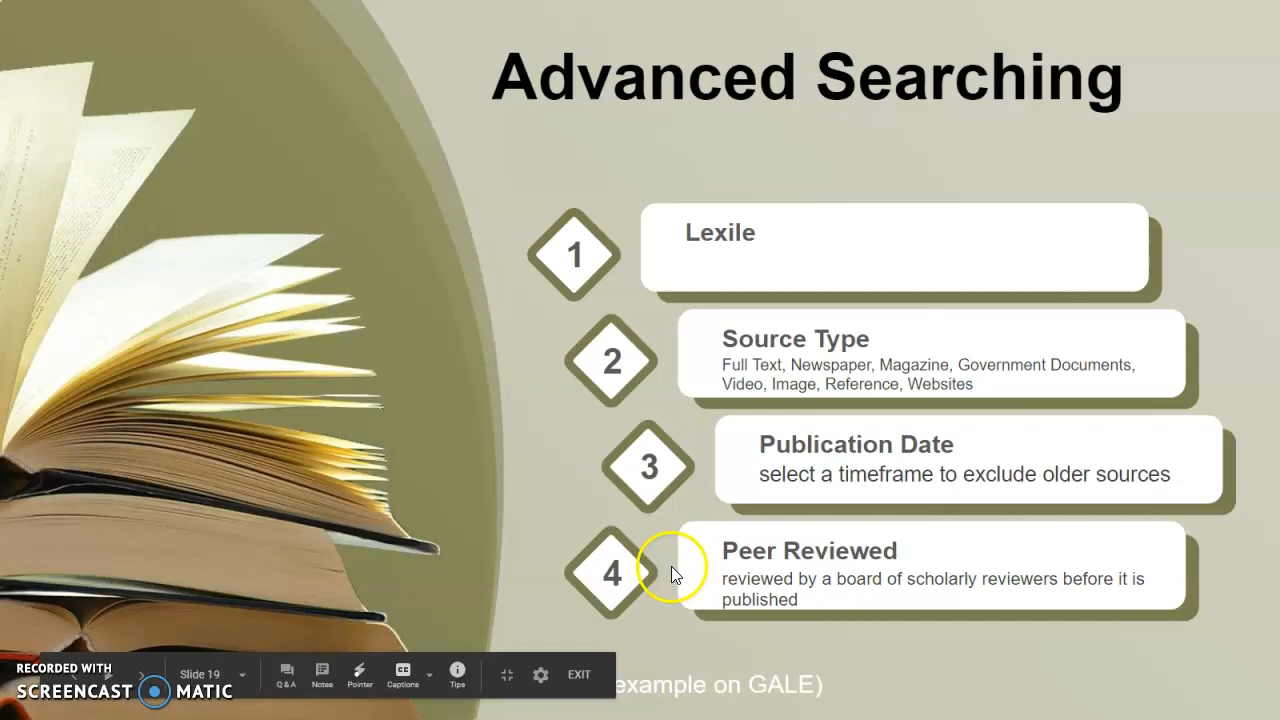 Advanced Searching
1
Lexile
2
Source Type
Full Text, Newspaper, Magazine, Government Documents,
Video, Image, Reference, Websites
3
Publication Date
select a timeframe to exclude older sources
4
Peer Reviewed
reviewed by a board of scholarly reviewers before it is
published
example on GALE)
Slide 19
Q & A
Notes
Pointer
CC
Captions
Tips
EXIT
RECORDED WITH
SCREENCAST MATIC